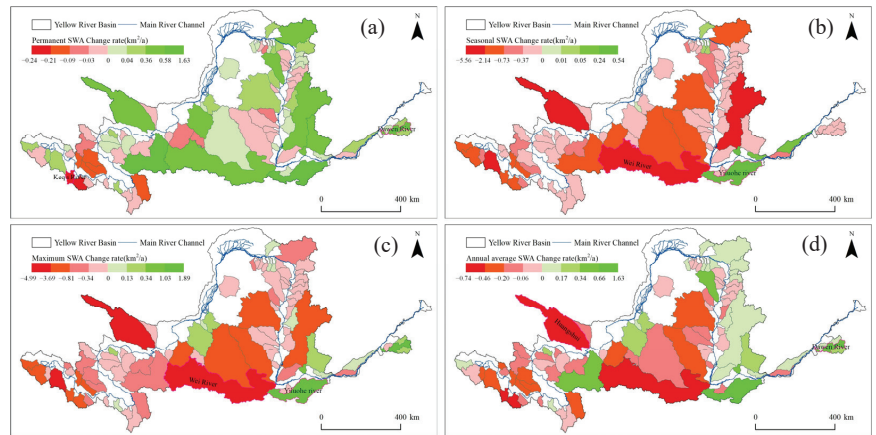 (a)
N
Yellow River Basin Main River Channel
Permanent SWA Change rate(km²/a)
−0.24 −0.21 −0.09 −0.03 0 0.04 0.36 0.58 1.63
Dawen River
0 400 km
(b)
N
Yellow River Basin Main River Channel
Seasonal SWA Change rate(km²/a)
−5.56 −2.14 −0.73 −0.37 0 0.01 0.05 0.24 0.54
Wei River
Yiluohe river
0 400 km
(c)
N
Yellow River Basin Main River Channel
Maximum SWA Change rate(km²/a)
−4.99 −3.69 −0.81 −0.34 0 0.13 0.53 1.04 1.89
Wei River
Yiluohe river
0 400 km
(d)
N
Yellow River Basin Main River Channel
Annual average SWA Change rate(km²/a)
−0.74 −0.46 −0.20 −0.06 0 0.34 0.66 1.63
Huangshui
Dawen River
0 400 km